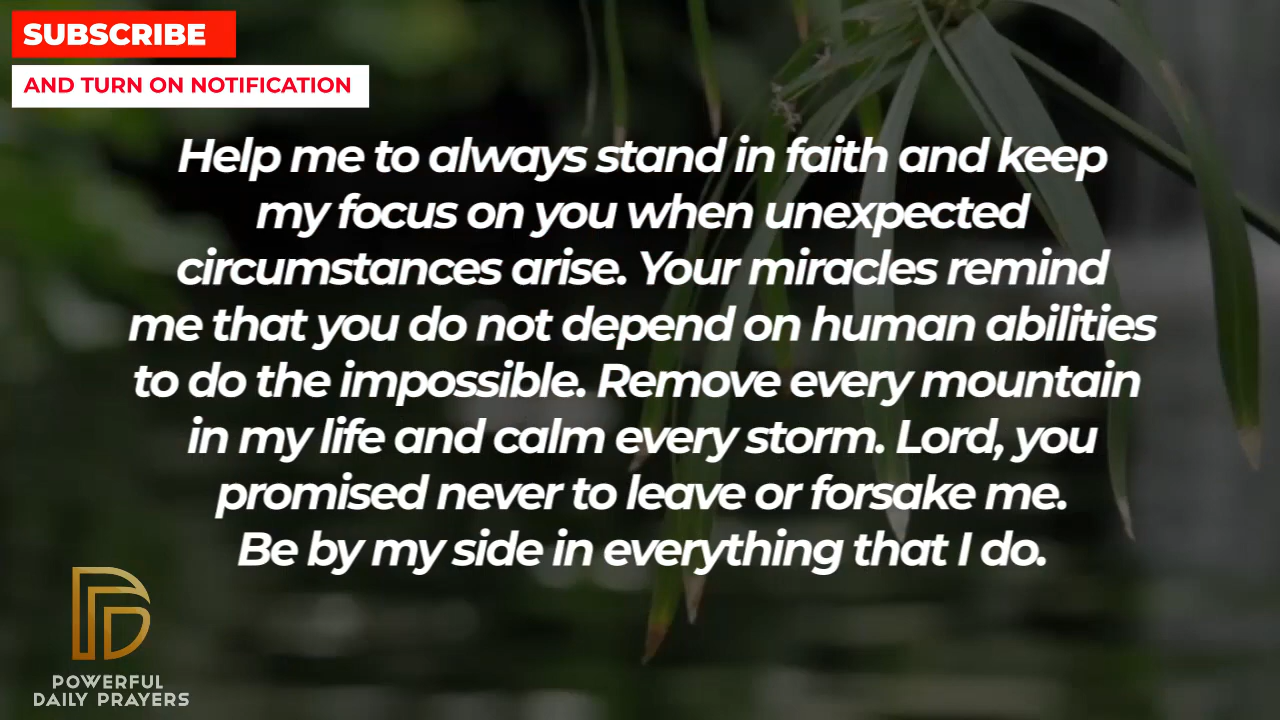 SUBSCRIBE
AND TURN ON NOTIFICATION
Help me to always stand in faith and keep
my focus on you when unexpected
circumstances arise. Your miracles remind
me that you do not depend on human abilities
to do the impossible. Remove every mountain
in my life and calm every storm. Lord, you
promised never to leave or forsake me.
Be by my side in everything that I do.
POWERFUL
DAILY PRAYERS